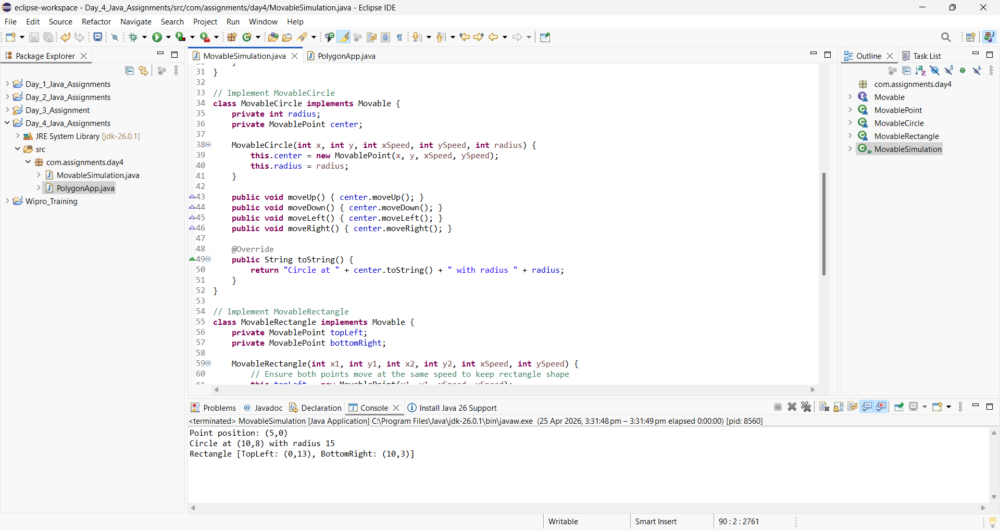 eclipse-workspace - Day_4_Java_Assignments/src/com/assignments/day4/MovableSimulation.java - Eclipse IDE
File Edit Source Refactor Navigate Search Project Run Window Help
Package Explorer
Day_1_Java_Assignments
Day_2_Java_Assignments
Day_3_Assignment
Day_4_Java_Assignments
JRE System Library [jdk-26.0.1]
src
com.assignments.day4
MovableSimulation.java
PolygonApp.java
Wipro_Training
MovableSimulation.java PolygonApp.java
31 }
32
33 // Implement MovableCircle
34 class MovableCircle implements Movable {
35 private int radius;
36 private MovablePoint center;
37
38 MovableCircle(int x, int y, int xSpeed, int ySpeed, int radius) {
39 this.center = new MovablePoint(x, y, xSpeed, ySpeed);
40 this.radius = radius;
41 }
42
43 public void moveUp() { center.moveUp(); }
44 public void moveDown() { center.moveDown(); }
45 public void moveLeft() { center.moveLeft(); }
46 public void moveRight() { center.moveRight(); }
47
48 @Override
49 public String toString() {
50 return "Circle at " + center.toString() + " with radius " + radius;
51 }
52 }
53
54 // Implement MovableRectangle
55 class MovableRectangle implements Movable {
56 private MovablePoint topLeft;
57 private MovablePoint bottomRight;
58
59 MovableRectangle(int x1, int y1, int x2, int y2, int xSpeed, int ySpeed) {
60 // Ensure both points move at the same speed to keep rectangle shape
Outline Task List
com.assignments.day4
Movable
MovablePoint
MovableCircle
MovableRectangle
MovableSimulation
Problems @ Javadoc Declaration Console Install Java 26 Support
<terminated> MovableSimulation [Java Application] C:\Program Files\Java\jdk-26.0.1\bin\javaw.exe (25 Apr 2026, 3:31:48 pm – 3:31:49 pm elapsed 0:00:00) [pid: 8560]
Point position: (5,0)
Circle at (10,8) with radius 15
Rectangle [TopLeft: (0,13), BottomRight: (10,3)]
Writable Smart Insert 90 : 2 : 2761